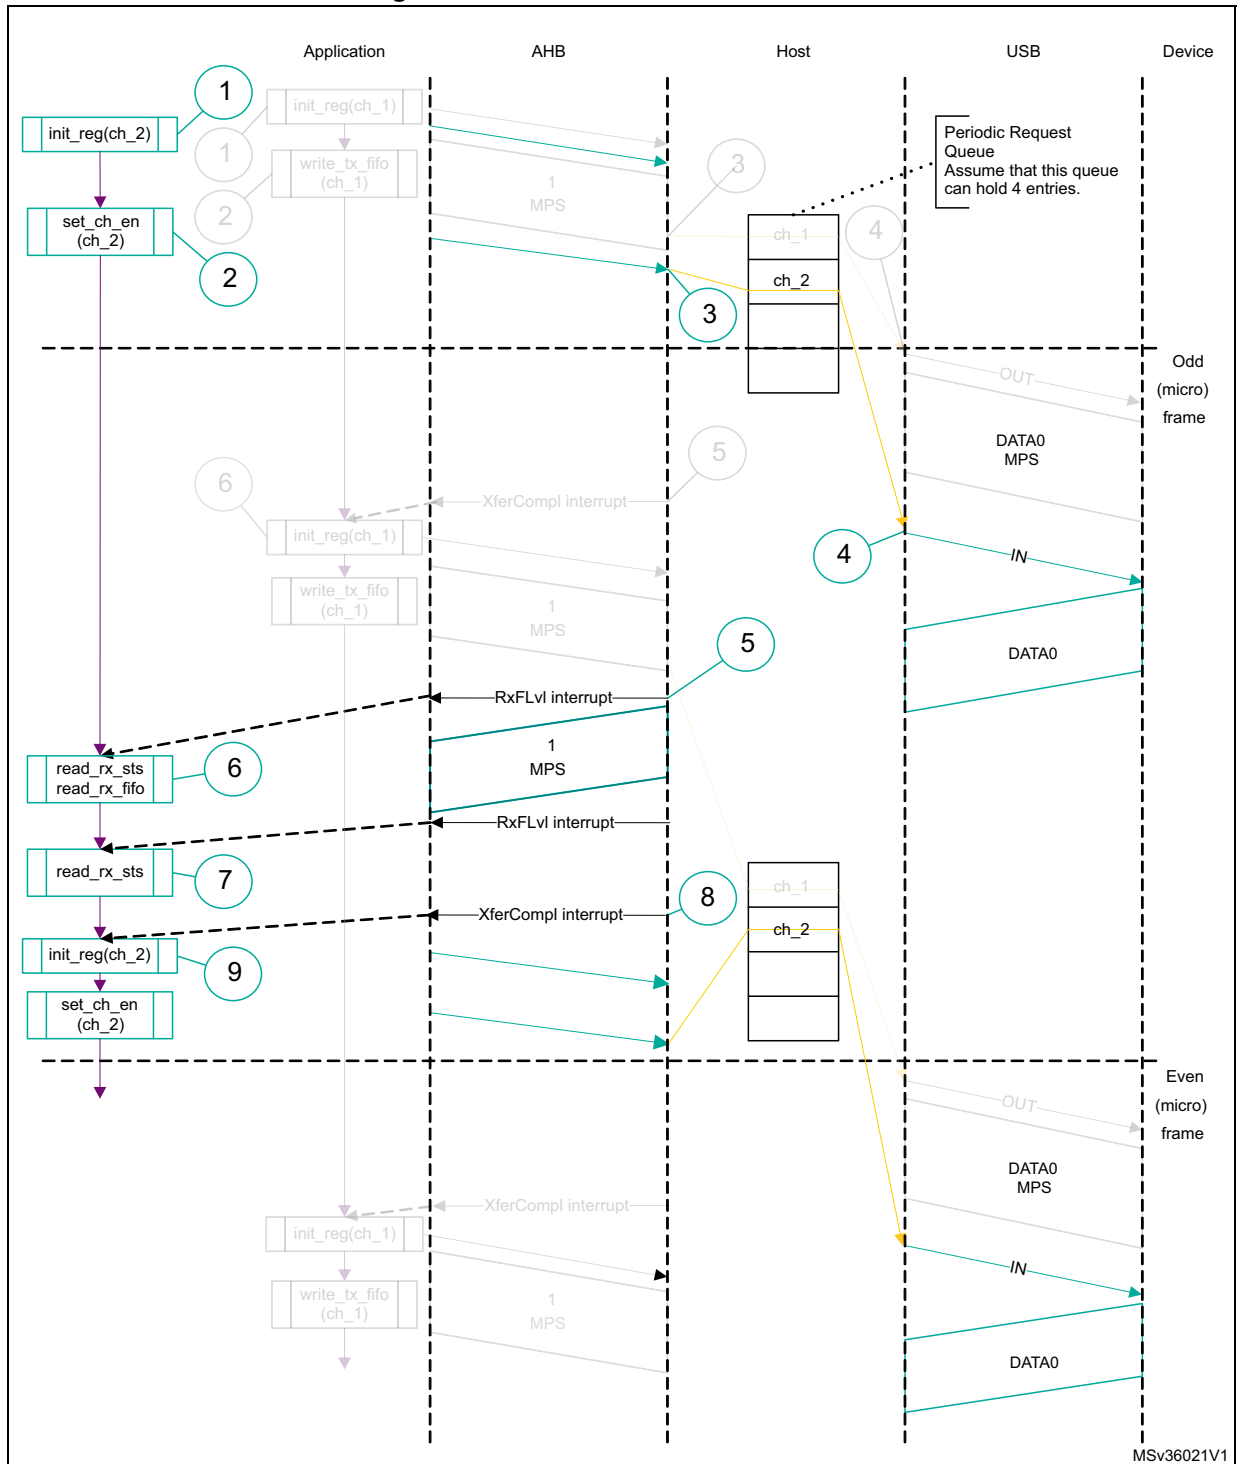 Application
AHB
Host
USB
Device
1
init_reg(ch_1)
init_reg(ch_2)
1
write_tx_fifo
(ch_1)
2
3
1
MPS
Periodic Request
Queue
Assume that this queue
can hold 4 entries.
set_ch_en
(ch_2)
2
ch_1
4
ch_2
3
Odd
(micro)
frame
OUT
DATA0
MPS
5
6
XferCompl interrupt
init_reg(ch_1)
4
IN
write_tx_fifo
(ch_1)
1
MPS
5
DATA0
RxFLvl interrupt
1
MPS
read_rx_sts
read_rx_fifo
6
RxFLvl interrupt
read_rx_sts
7
ch_1
8
XferCompl interrupt
ch_2
init_reg(ch_2)
9
set_ch_en
(ch_2)
Even
(micro)
frame
OUT
DATA0
MPS
XferCompl interrupt
init_reg(ch_1)
IN
write_tx_fifo
(ch_1)
1
MPS
DATA0
MSv36021V1